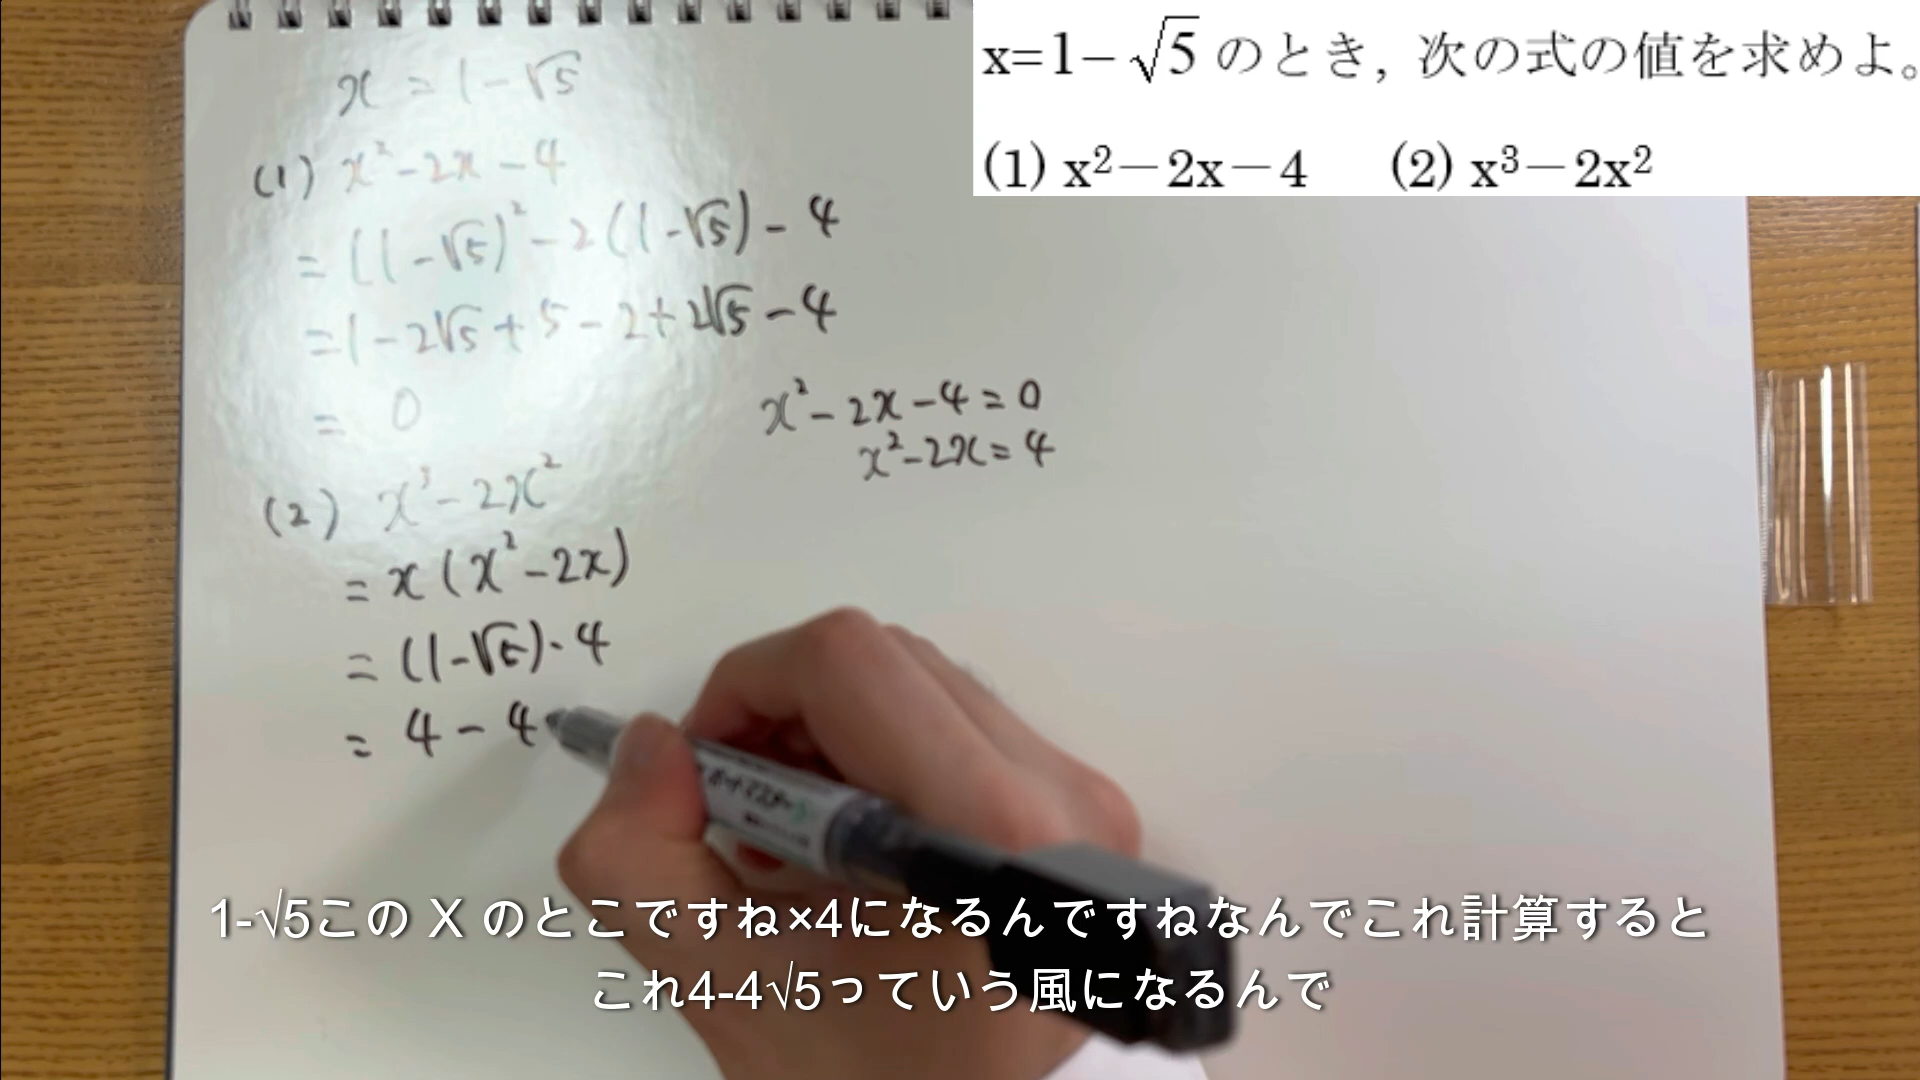 x=1-√5 のとき, 次の式の値を求めよ。
(1) x²-2x-4 (2) x³-2x²
x = 1-√5
(1) x²-2x-4
= (1-√5)²-2(1-√5)-4
=1-2√5+5-2+2√5-4
= 0
x²-2x-4=0
x²-2x=4
(2) x³-2x²
= x(x²-2x)
= (1-√5)·4
= 4-4
1-√5この X のとこですね×4になるんですねなんでこれ計算すると
これ4-4√5っていう風になるんで